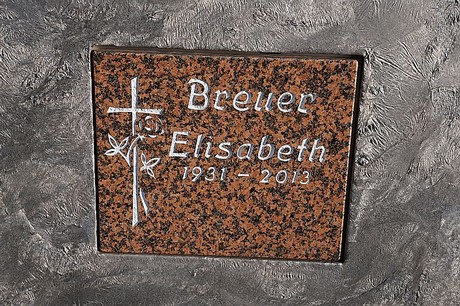 Breuer
Elisabeth
1931 - 2013